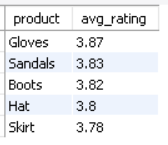 product avg_rating
Gloves 3.87
Sandals 3.83
Boots 3.82
Hat 3.8
Skirt 3.78